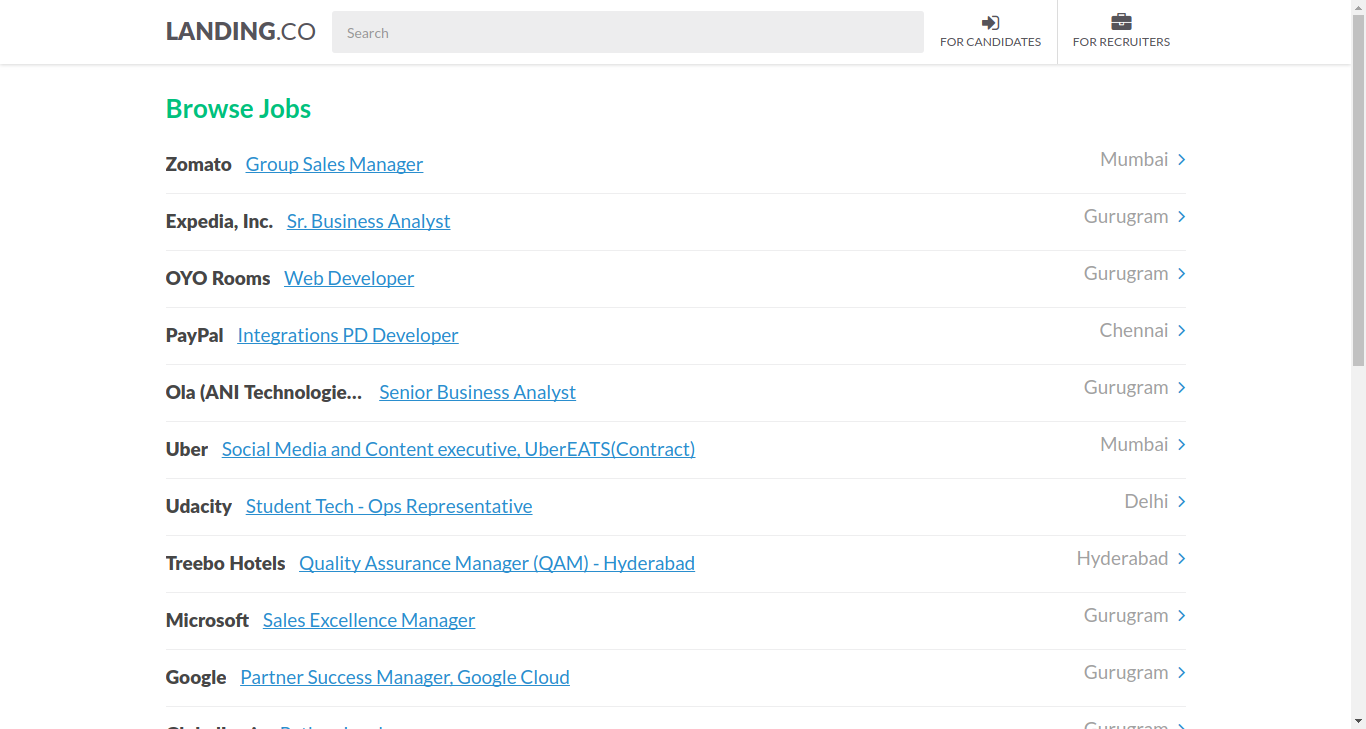 LANDING.CO
Search
FOR CANDIDATES
FOR RECRUITERS
Browse Jobs
Zomato Group Sales Manager Mumbai
Expedia, Inc. Sr. Business Analyst Gurugram
OYO Rooms Web Developer Gurugram
PayPal Integrations PD Developer Chennai
Ola (ANI Technologie... Senior Business Analyst Gurugram
Uber Social Media and Content executive, UberEATS(Contract) Mumbai
Udacity Student Tech - Ops Representative Delhi
Treebo Hotels Quality Assurance Manager (QAM) - Hyderabad Hyderabad
Microsoft Sales Excellence Manager Gurugram
Google Partner Success Manager, Google Cloud Gurugram
Gurugram